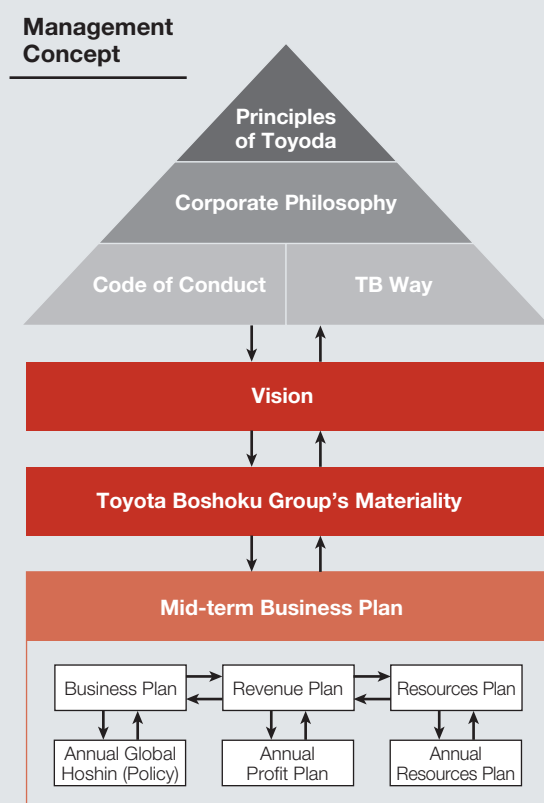 Management
Concept
Principles
of Toyoda
Corporate Philosophy
Code of Conduct
TB Way
Vision
Toyota Boshoku Group’s Materiality
Mid-term Business Plan
Business Plan
Revenue Plan
Resources Plan
Annual Global
Hoshin (Policy)
Annual
Profit Plan
Annual
Resources Plan